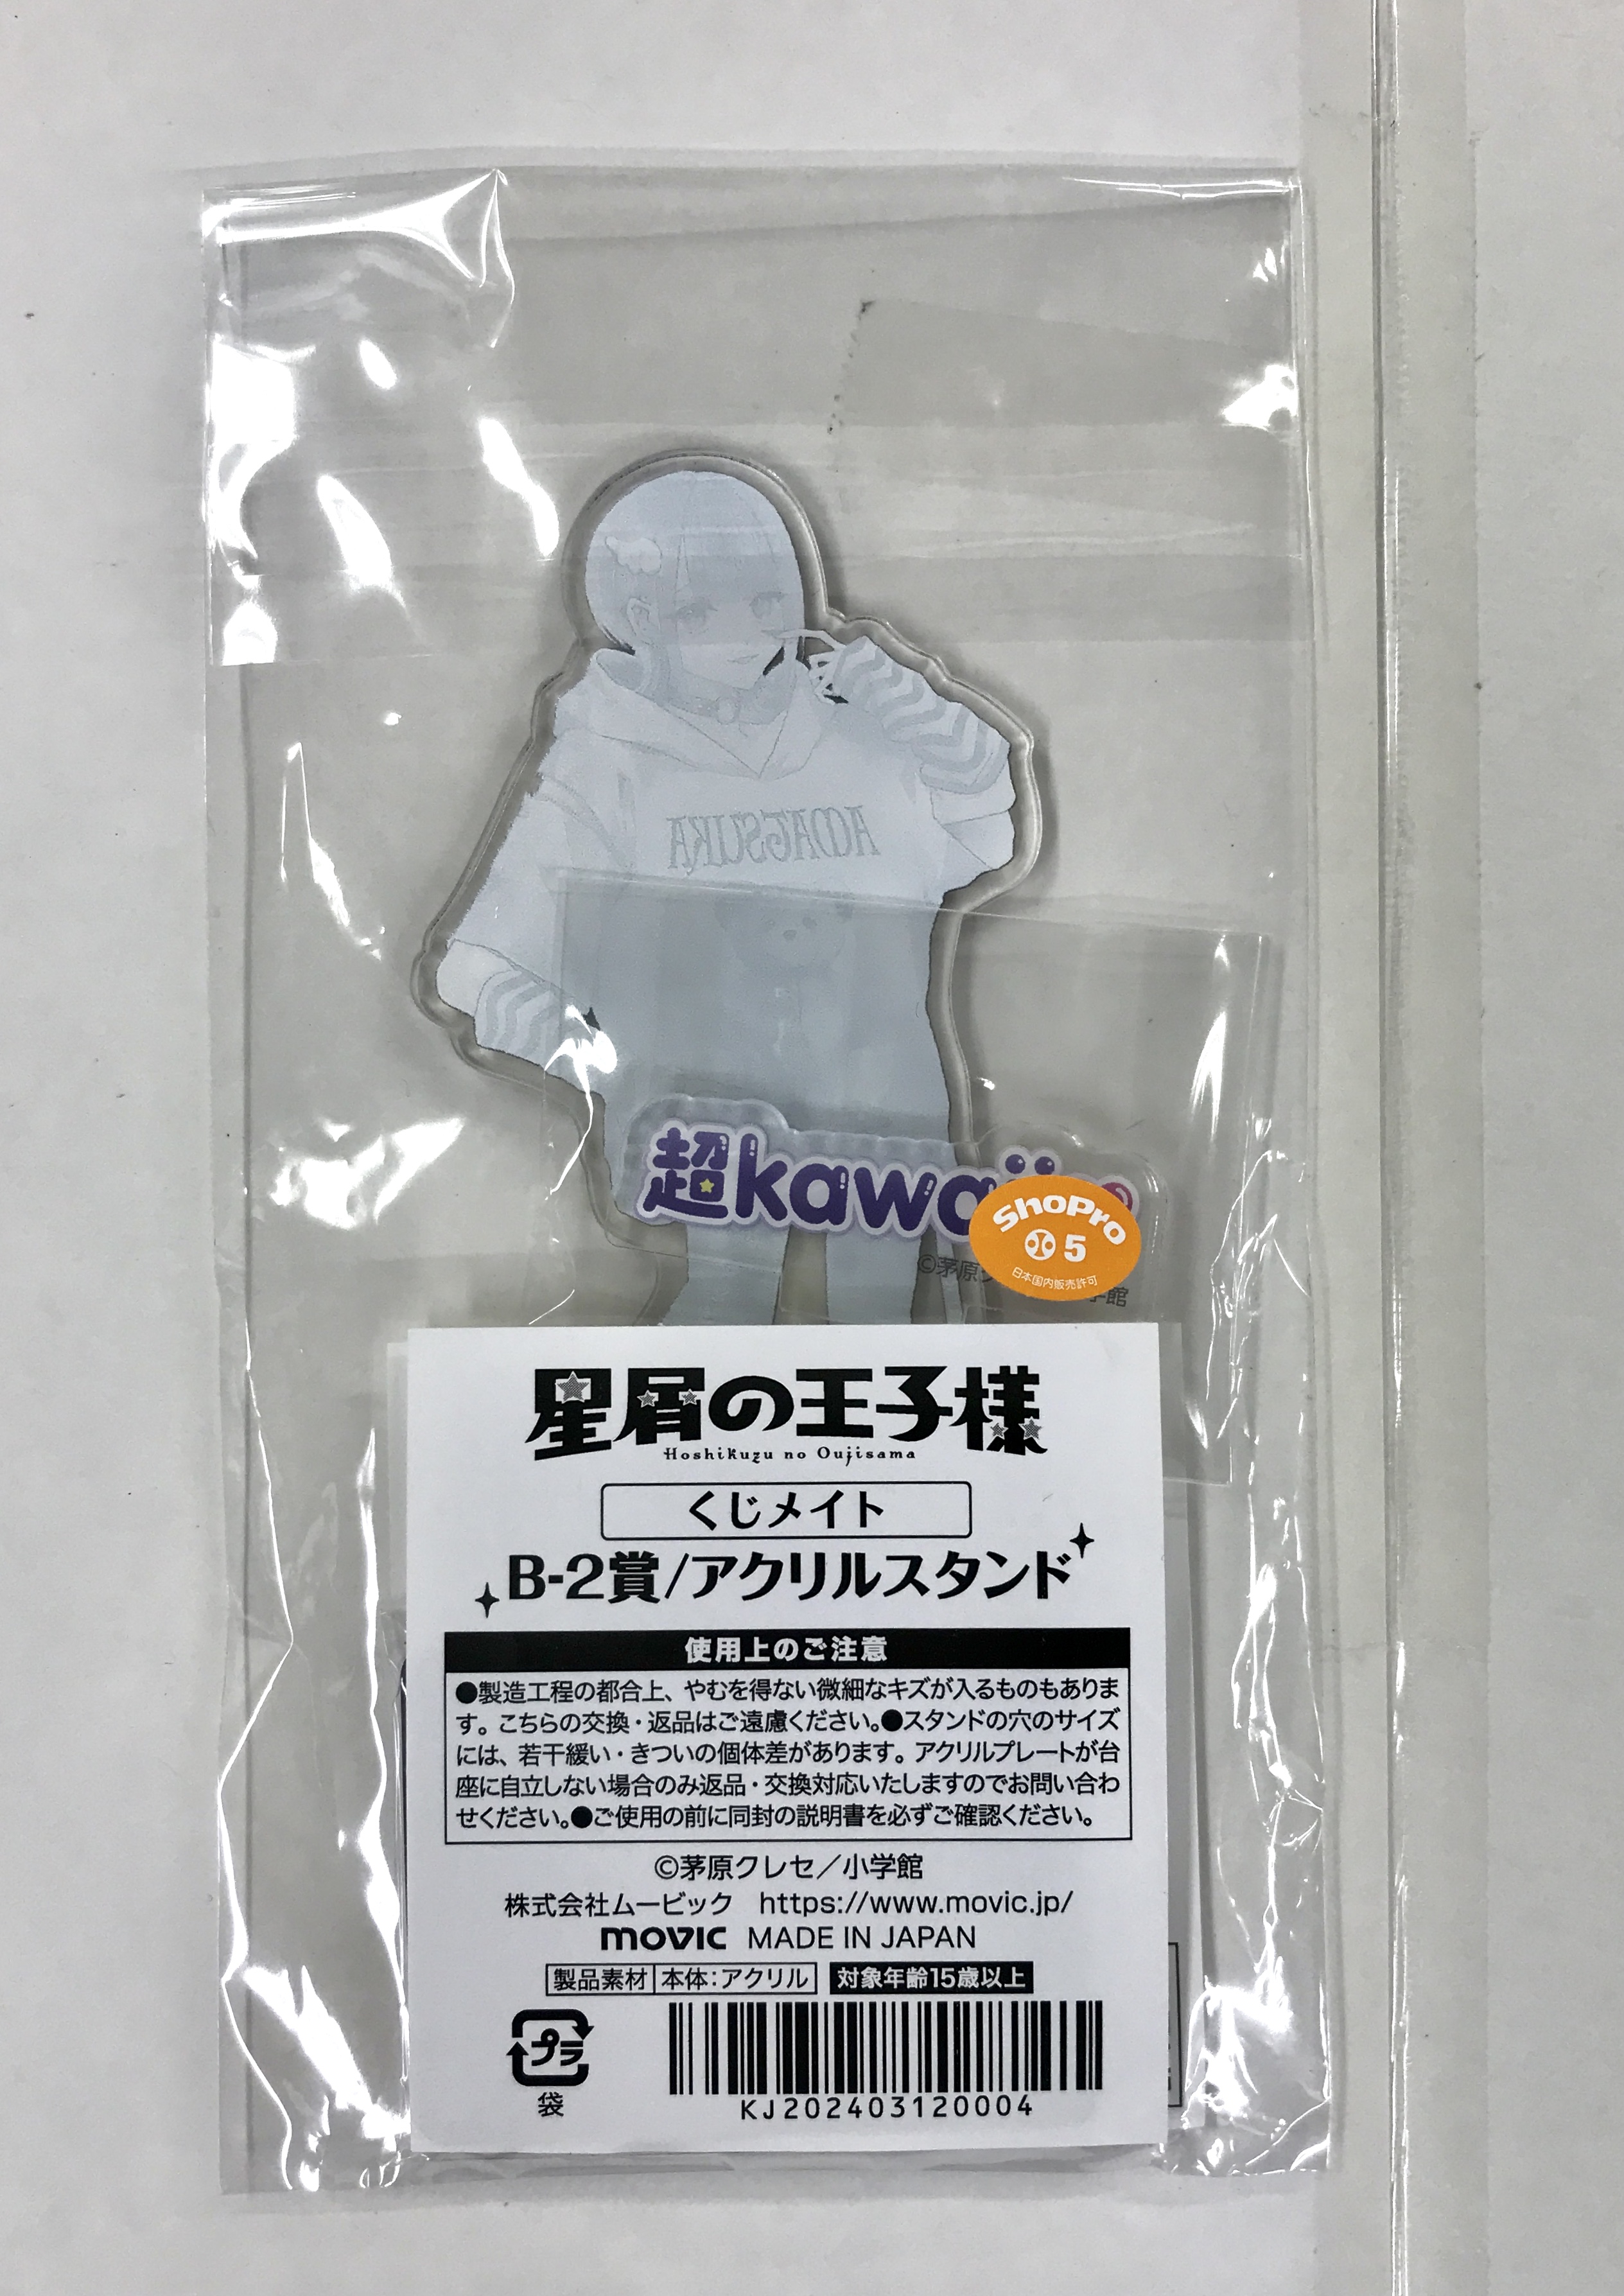 AMATSUKA
超kawaii
ShoPro
5
日本国内販売許可
©茅原
学館
星屑の王子様
Hoshikuzu no Oujisama
くじメイト
B-2賞/アクリルスタンド
使用上のご注意
●製造工程の都合上、やむを得ない微細なキズが入るものもありま
す。こちらの交換・返品はご遠慮ください。●スタンドの穴のサイズ
には、若干緩い・きついの個体差があります。アクリルプレートが台
座に自立しない場合のみ返品・交換対応いたしますのでお問い合わ
せください。●ご使用の前に同封の説明書を必ずご確認ください。
©茅原クレセ／小学館
株式会社ムービック https://www.movic.jp/
movic MADE IN JAPAN
製品素材 本体：アクリル 対象年齢15歳以上
プラ
袋
KJ202403120004